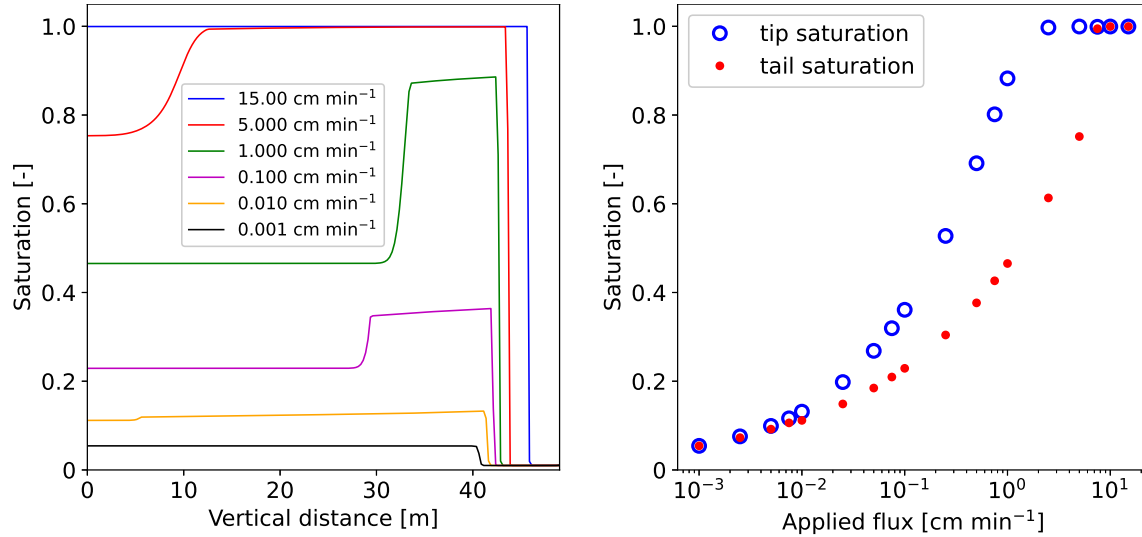 1.0
0.8
0.6
0.4
0.2
0
Saturation [-]
0 10 20 30 40
Vertical distance [m]
15.00 cm min⁻¹
5.000 cm min⁻¹
1.000 cm min⁻¹
0.100 cm min⁻¹
0.010 cm min⁻¹
0.001 cm min⁻¹
1.0
0.8
0.6
0.4
0.2
0
Saturation [-]
10⁻³ 10⁻² 10⁻¹ 10⁰ 10¹
Applied flux [cm min⁻¹]
tip saturation
tail saturation